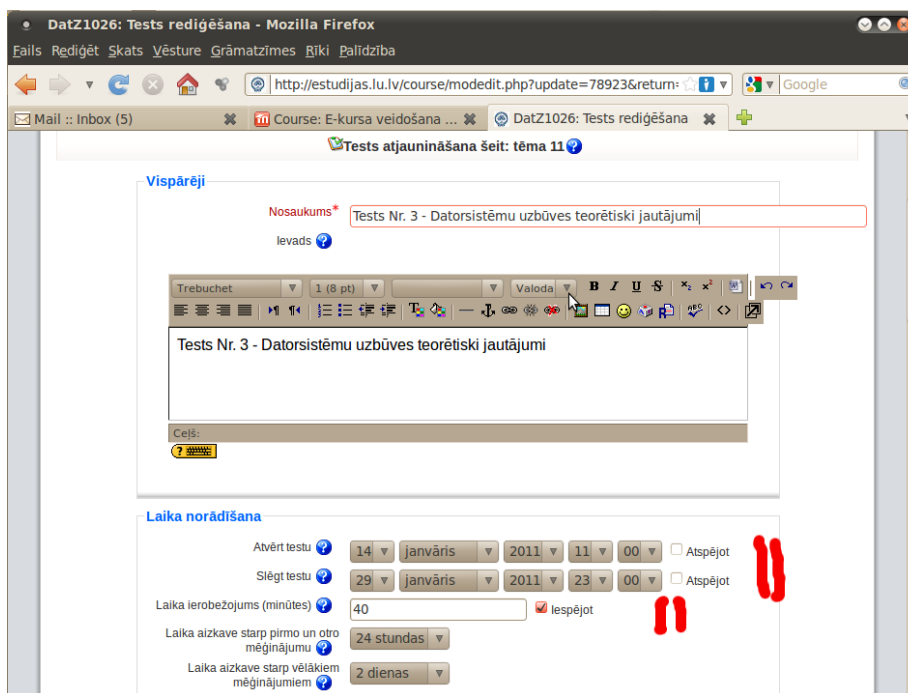 DatZ1026: Tests rediģēšana - Mozilla Firefox
Fails Rediģēt Skats Vēsture Grāmatzīmes Rīki Palīdzība
http://estudijas.lu.lv/course/modedit.php?update=78923&return= Google
Mail :: Inbox (5) Course: E-kursa veidošana ... DatZ1026: Tests rediģēšana
Tests atjaunināšana šeit: tēma 11
Vispārēji
Nosaukums* Tests Nr. 3 - Datorsistēmu uzbūves teorētiski jautājumi
Ievads
Trebuchet 1 (8 pt) Valoda B I U S x₂ x²
ABC
Tests Nr. 3 - Datorsistēmu uzbūves teorētiski jautājumi
Ceļš:
?
Laika norādīšana
Atvērt testu 14 janvāris 2011 11 00 Atspējot
Slēgt testu 29 janvāris 2011 23 00 Atspējot
Laika ierobežojums (minūtes) 40 Iespējot
Laika aizkave starp pirmo un otro
mēģinājumu 24 stundas
Laika aizkave starp vēlākiem
mēģinājumiem 2 dienas